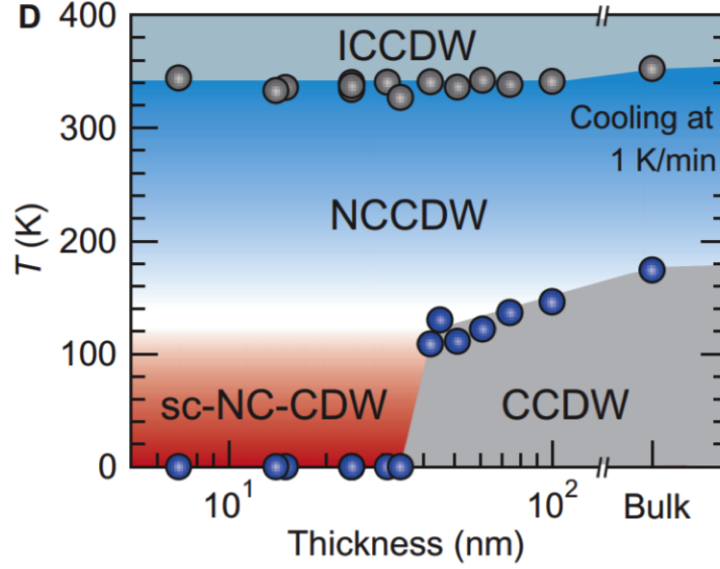 D
400
ICCDW
300
Cooling at
1 K/min
NCCDW
T (K)
200
100
sc-NC-CDW
CCDW
0
10¹
10²
Bulk
Thickness (nm)